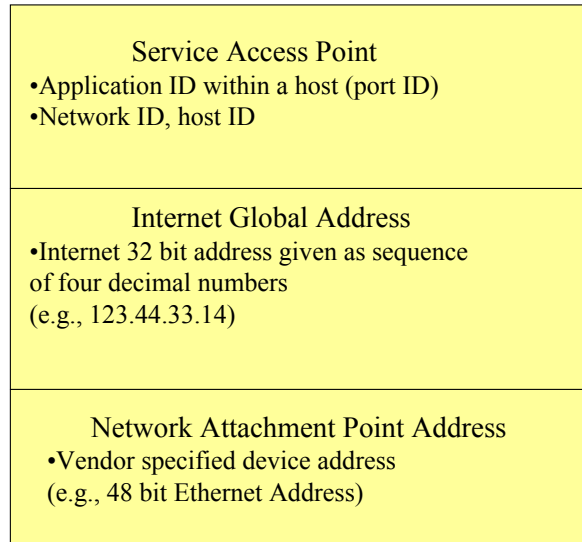 Service Access Point
•Application ID within a host (port ID)
•Network ID, host ID
Internet Global Address
•Internet 32 bit address given as sequence
of four decimal numbers
(e.g., 123.44.33.14)
Network Attachment Point Address
•Vendor specified device address
(e.g., 48 bit Ethernet Address)